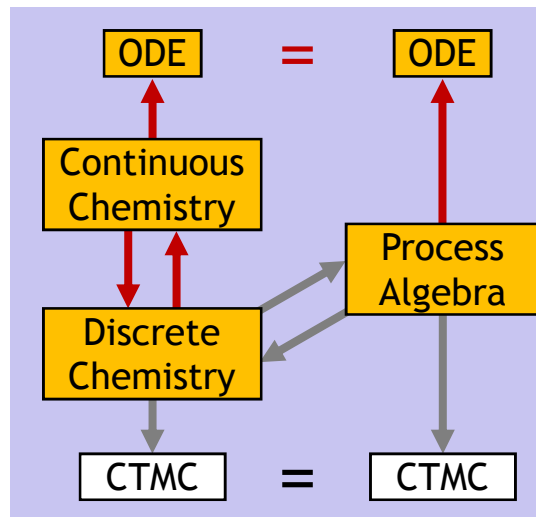 ODE = ODE
Continuous
Chemistry
Process
Algebra
Discrete
Chemistry
CTMC = CTMC